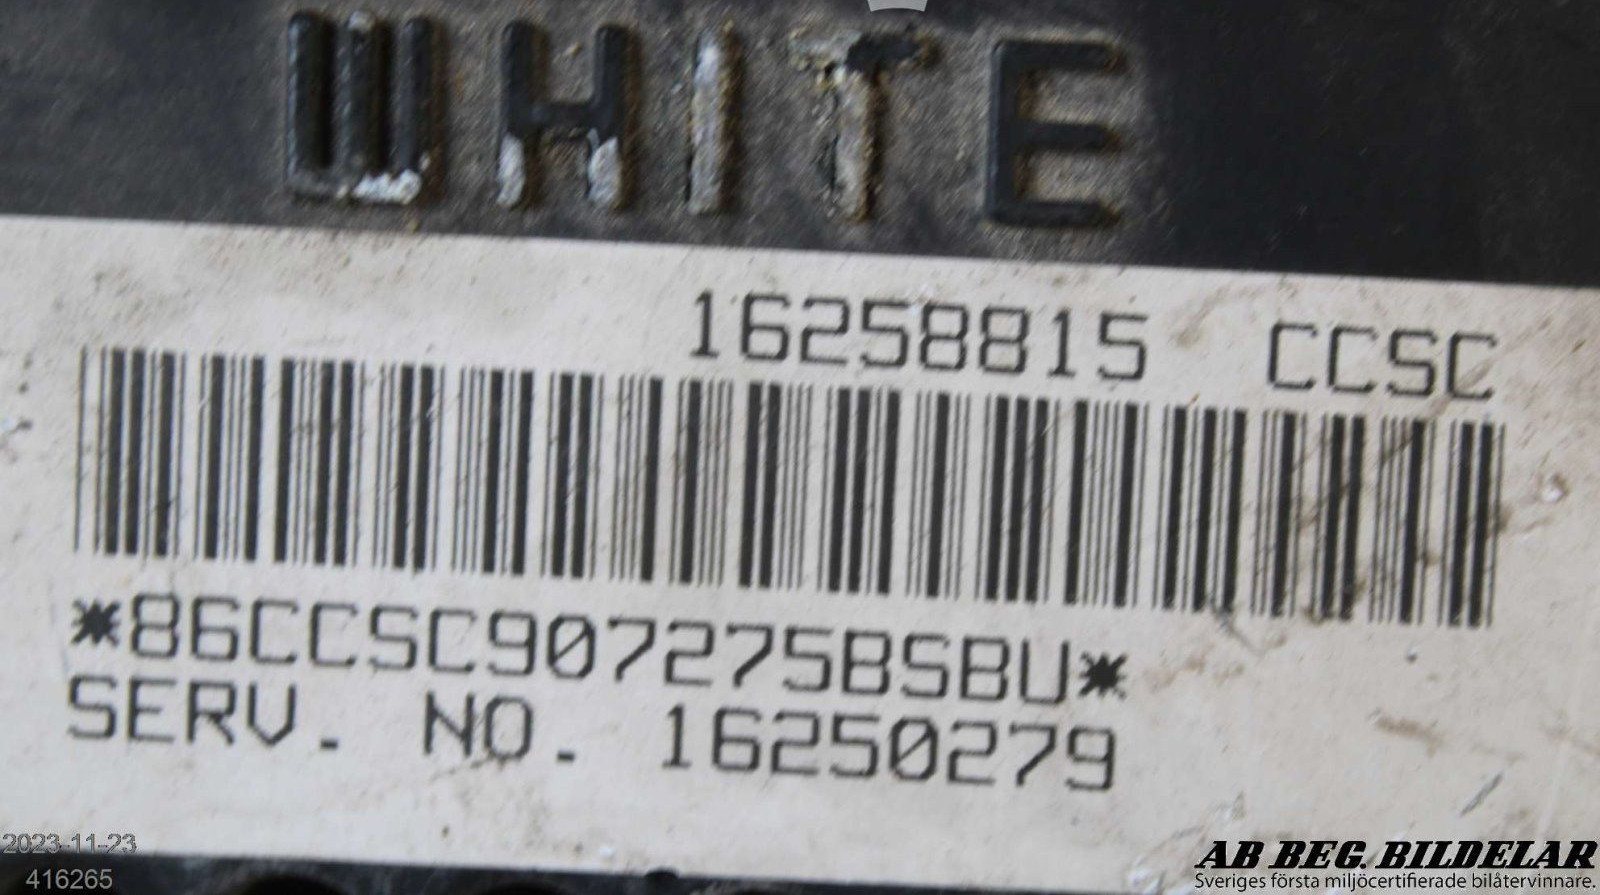 WHITE
16258815 CCSC
*86CCSC907275BSBU*
SERV. NO. 16250279
2023-11-23
416265
AB BEG. BILDELAR
Sveriges första miljöcertifierade bilåtervinnare.